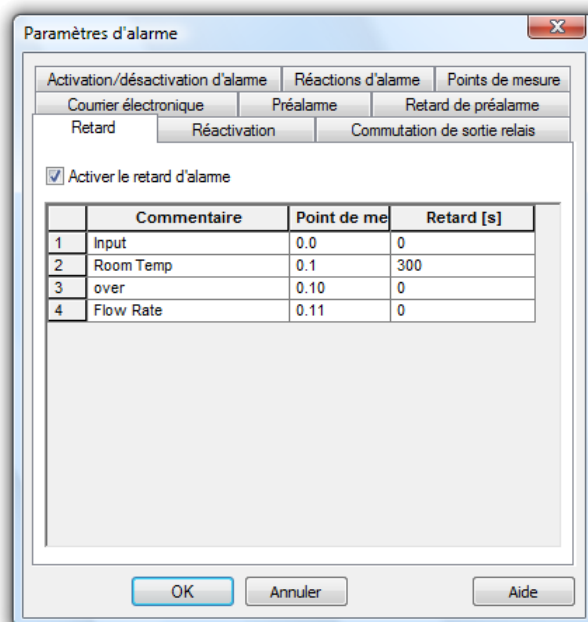 Paramètres d'alarme
Activation/désactivation d'alarme Réactions d'alarme Points de mesure
Courrier électronique Préalarme Retard de préalarme
Retard Réactivation Commutation de sortie relais
Activer le retard d'alarme
Commentaire Point de me Retard [s]
1 Input 0.0 0
2 Room Temp 0.1 300
3 over 0.10 0
4 Flow Rate 0.11 0
OK Annuler Aide